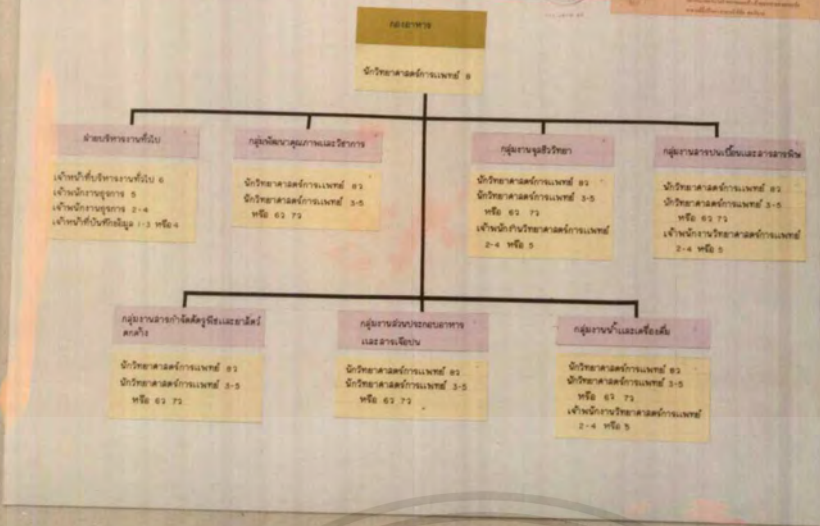 กองอาหาร
นักวิทยาศาสตร์การแพทย์ 9
ฝ่ายบริหารงานทั่วไป
เจ้าหน้าที่บริหารงานทั่วไป 6
เจ้าพนักงานธุรการ 5
เจ้าพนักงานธุรการ 2-4
เจ้าหน้าที่บันทึกข้อมูล 1-3 หรือ 4
กลุ่มพัฒนาคุณภาพและวิชาการ
นักวิทยาศาสตร์การแพทย์ 8ว
นักวิทยาศาสตร์การแพทย์ 3-5
หรือ 6ว 7ว
กลุ่มงานจุลชีววิทยา
นักวิทยาศาสตร์การแพทย์ 8ว
นักวิทยาศาสตร์การแพทย์ 3-5
หรือ 6ว 7ว
เจ้าพนักงานวิทยาศาสตร์การแพทย์
2-4 หรือ 5
กลุ่มงานสารปนเปื้อนและสารสารพิษ
นักวิทยาศาสตร์การแพทย์ 8ว
นักวิทยาศาสตร์การแพทย์ 3-5
หรือ 6ว 7ว
เจ้าพนักงานวิทยาศาสตร์การแพทย์
2-4 หรือ 5
กลุ่มงานสารกำจัดศัตรูพืชและยาสัตว์
ตกค้าง
นักวิทยาศาสตร์การแพทย์ 8ว
นักวิทยาศาสตร์การแพทย์ 3-5
หรือ 6ว 7ว
กลุ่มงานส่วนประกอบอาหาร
และสารเจือปน
นักวิทยาศาสตร์การแพทย์ 8ว
นักวิทยาศาสตร์การแพทย์ 3-5
หรือ 6ว 7ว
กลุ่มงานน้ำและเครื่องดื่ม
นักวิทยาศาสตร์การแพทย์ 8ว
นักวิทยาศาสตร์การแพทย์ 3-5
หรือ 6ว 7ว
เจ้าพนักงานวิทยาศาสตร์การแพทย์
2-4 หรือ 5